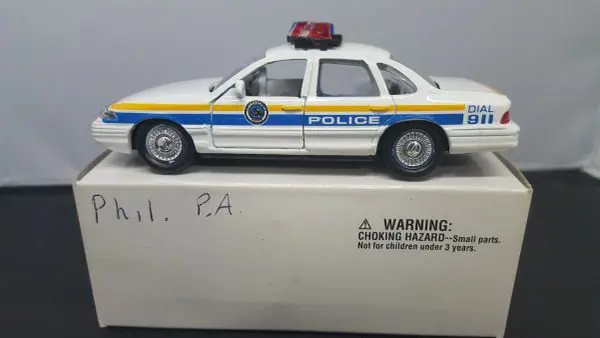 DIAL
911
POLICE
Phil. P.A.
⚠ WARNING:
CHOKING HAZARD--Small parts.
Not for children under 3 years.